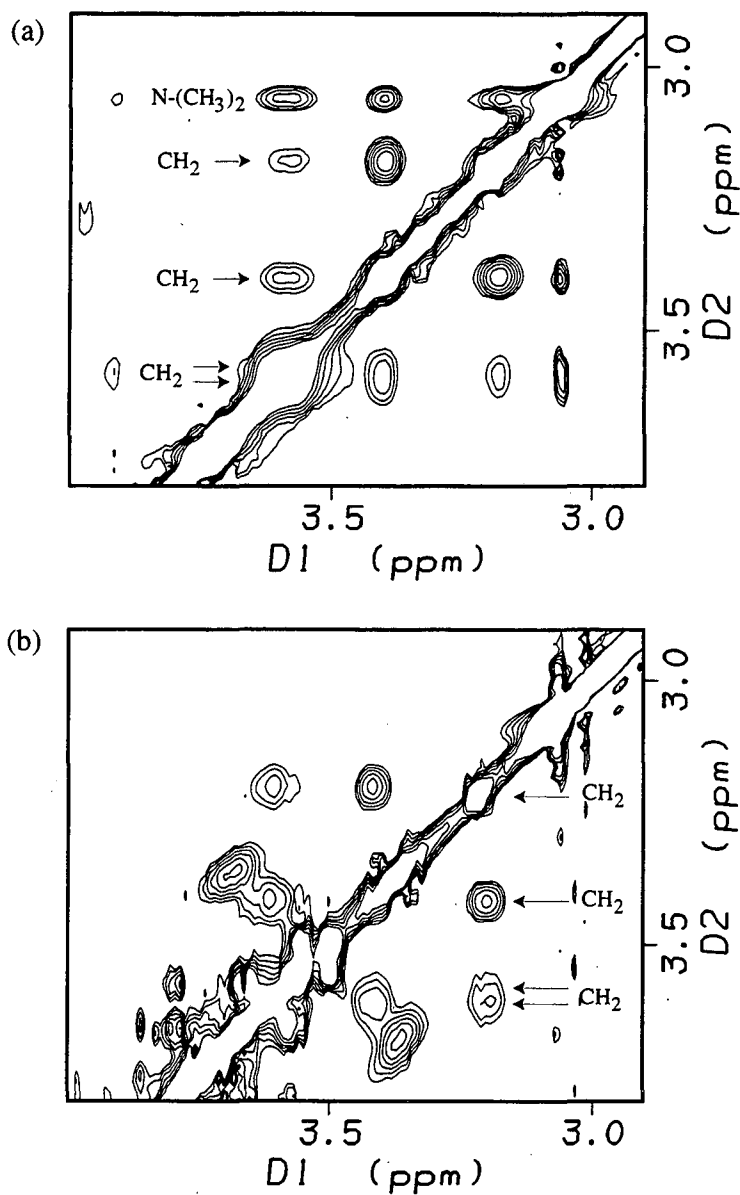 (a)
N-(CH₃)₂
CH₂
CH₂
CH₂
3.0
3.5
D2 (ppm)
3.5 3.0
D1 (ppm)
(b)
CH₂
CH₂
CH₂
3.0
3.5
D2 (ppm)
3.5 3.0
D1 (ppm)